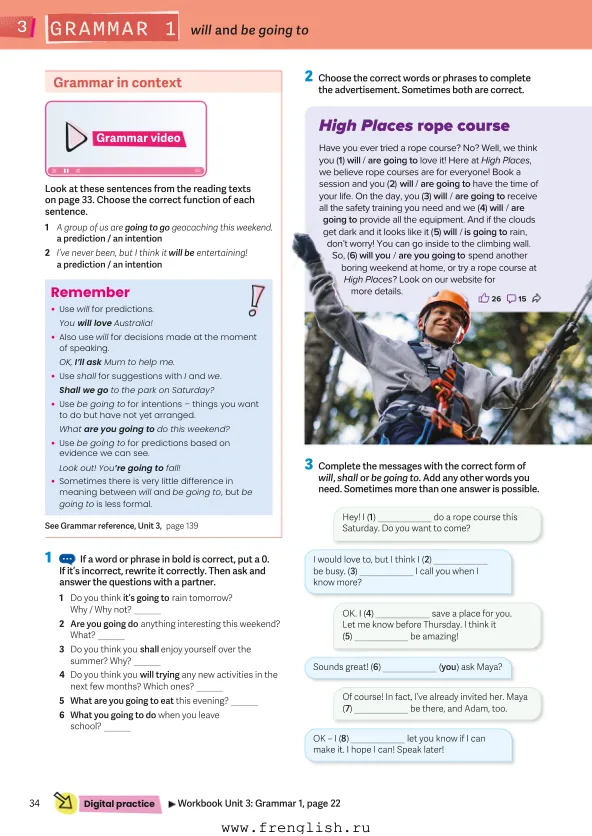 3 GRAMMAR 1 will and be going to
Grammar in context
Grammar video
Look at these sentences from the reading texts
on page 33. Choose the correct function of each
sentence.
1 A group of us are going to go geocaching this weekend.
a prediction / an intention
2 I've never been, but I think it will be entertaining!
a prediction / an intention
Remember
• Use will for predictions.
You will love Australia!
• Also use will for decisions made at the moment
of speaking.
OK, I'll ask Mum to help me.
• Use shall for suggestions with I and we.
Shall we go to the park on Saturday?
• Use be going to for intentions – things you want
to do but have not yet arranged.
What are you going to do this weekend?
• Use be going to for predictions based on
evidence we can see.
Look out! You're going to fall!
• Sometimes there is very little difference in
meaning between will and be going to, but be
going to is less formal.
See Grammar reference, Unit 3, page 139
1 If a word or phrase in bold is correct, put a 0.
If it's incorrect, rewrite it correctly. Then ask and
answer the questions with a partner.
1 Do you think it's going to rain tomorrow?
Why / Why not? ______
2 Are you going do anything interesting this weekend?
What? ______
3 Do you think you shall enjoy yourself over the
summer? Why? ______
4 Do you think you will trying any new activities in the
next few months? Which ones? ______
5 What are you going to eat this evening? ______
6 What you going to do when you leave
school? ______
2 Choose the correct words or phrases to complete
the advertisement. Sometimes both are correct.
High Places rope course
Have you ever tried a rope course? No? Well, we think
you (1) will / are going to love it! Here at High Places,
we believe rope courses are for everyone! Book a
session and you (2) will / are going to have the time of
your life. On the day, you (3) will / are going to receive
all the safety training you need and we (4) will / are
going to provide all the equipment. And if the clouds
get dark and it looks like it (5) will / is going to rain,
don't worry! You can go inside to the climbing wall.
So, (6) will you / are you going to spend another
boring weekend at home, or try a rope course at
High Places? Look on our website for
more details.
26 15
3 Complete the messages with the correct form of
will, shall or be going to. Add any other words you
need. Sometimes more than one answer is possible.
Hey! I (1) ____________ do a rope course this
Saturday. Do you want to come?
I would love to, but I think I (2) ____________
be busy. (3) ____________ I call you when I
know more?
OK. I (4) ____________ save a place for you.
Let me know before Thursday. I think it
(5) ____________ be amazing!
Sounds great! (6) ____________ (you) ask Maya?
Of course! In fact, I've already invited her. Maya
(7) ____________ be there, and Adam, too.
OK – I (8) ____________ let you know if I can
make it. I hope I can! Speak later!
34 Digital practice ▶ Workbook Unit 3: Grammar 1, page 22
www.frenglish.ru